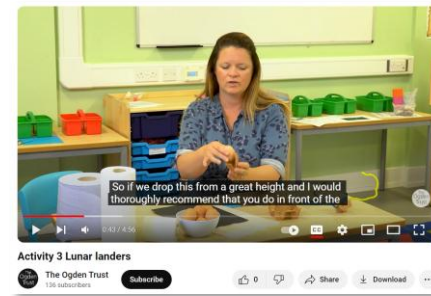 So if we drop this from a great height and I would
thoroughly recommend that you do in front of the
0:43 / 4:56
Activity 3 Lunar landers
The Ogden Trust
136 subscribers
Subscribe
0
Share
Download